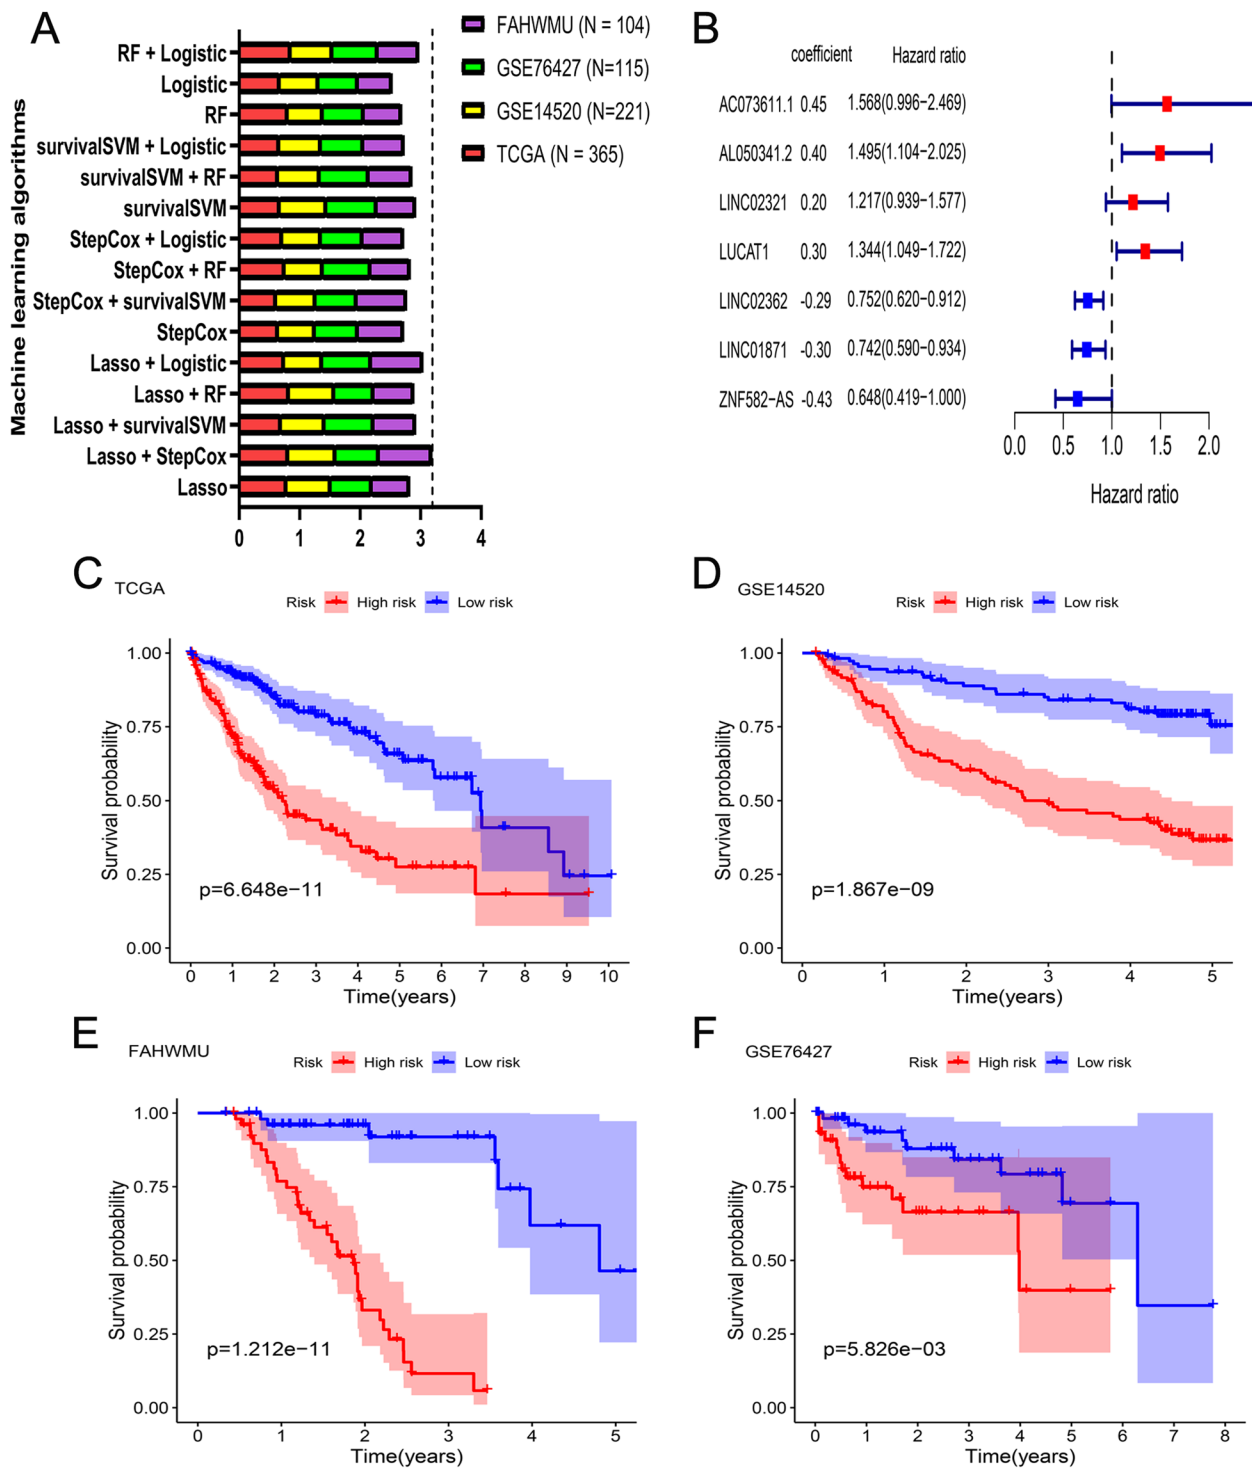 A
FAHWMU (N = 104)
GSE76427 (N=115)
GSE14520 (N=221)
TCGA (N = 365)
Machine learning algorithms
RF + Logistic
Logistic
RF
survivalSVM + Logistic
survivalSVM + RF
survivalSVM
StepCox + Logistic
StepCox + RF
StepCox + survivalSVM
StepCox
Lasso + Logistic
Lasso + RF
Lasso + survivalSVM
Lasso + StepCox
Lasso
0 1 2 3 4
B
coefficient Hazard ratio
AC073611.1 0.45 1.568(0.996−2.469)
AL050341.2 0.40 1.495(1.104−2.025)
LINC02321 0.20 1.217(0.939−1.577)
LUCAT1 0.30 1.344(1.049−1.722)
LINC02362 -0.29 0.752(0.620−0.912)
LINC01871 -0.30 0.742(0.590−0.934)
ZNF582−AS -0.43 0.648(0.419−1.000)
0.0 0.5 1.0 1.5 2.0
Hazard ratio
C
TCGA
Risk High risk Low risk
Survival probability
1.00
0.75
0.50
0.25
0.00
p=6.648e−11
0 1 2 3 4 5 6 7 8 9 10
Time(years)
D
GSE14520
Risk High risk Low risk
Survival probability
1.00
0.75
0.50
0.25
0.00
p=1.867e−09
0 1 2 3 4 5
Time(years)
E
FAHWMU
Risk High risk Low risk
Survival probability
1.00
0.75
0.50
0.25
0.00
p=1.212e−11
0 1 2 3 4 5
Time(years)
F
GSE76427
Risk High risk Low risk
Survival probability
1.00
0.75
0.50
0.25
0.00
p=5.826e−03
0 1 2 3 4 5 6 7 8
Time(years)